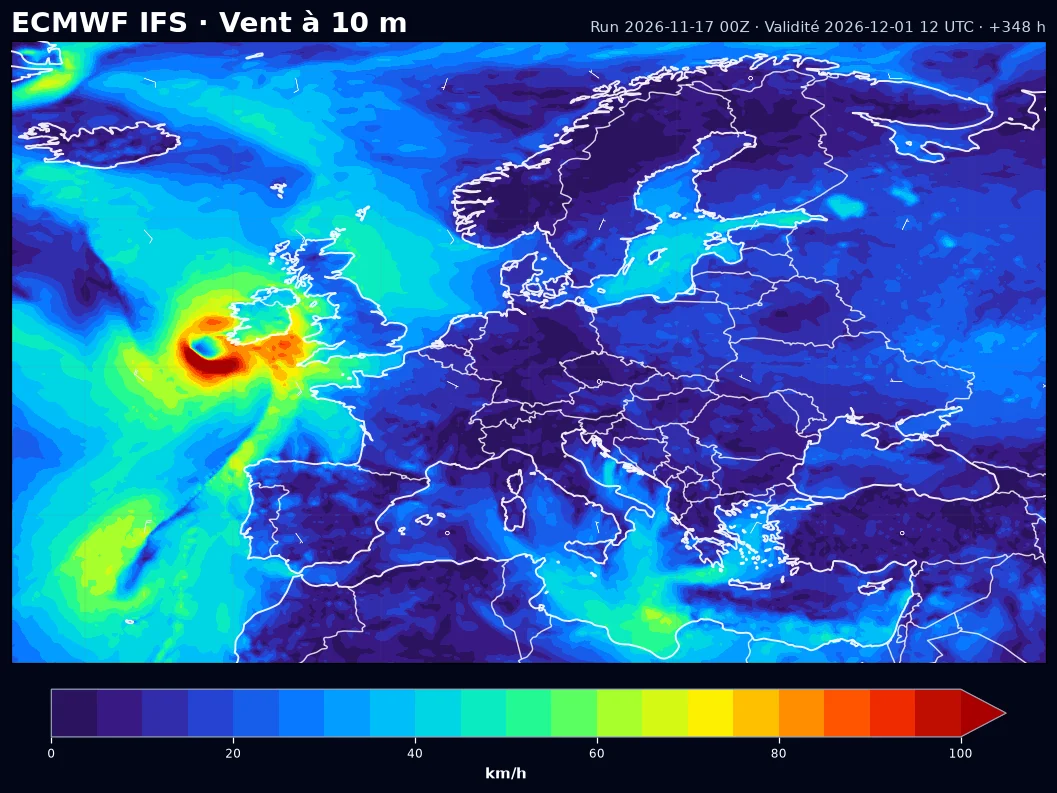 ECMWF IFS · Vent à 10 m
Run 2026-11-17 00Z · Validité 2026-12-01 12 UTC · +348 h
0 20 40 60 80 100
km/h